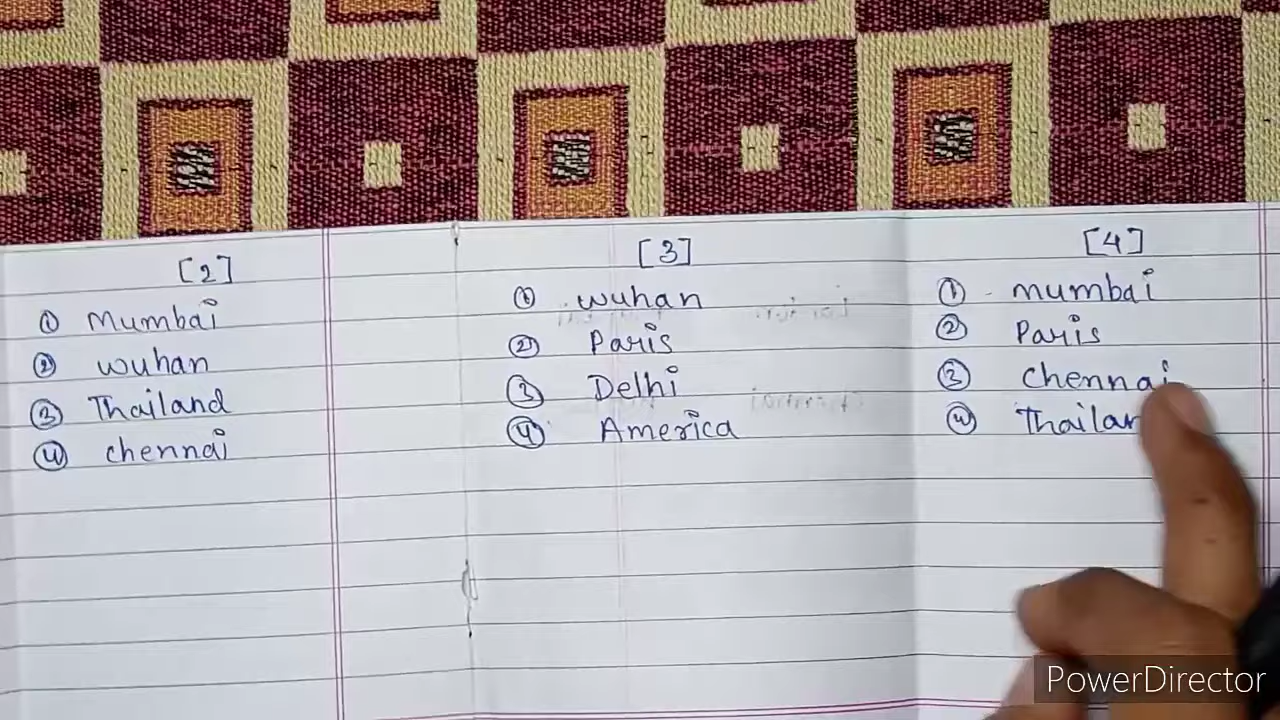 [2]
① Mumbai
② wuhan
③ Thailand
④ chennai
[3]
① wuhan
② Paris
③ Delhi
④ America
[4]
① mumbai
② Paris
③ chennai
④ Thailan
PowerDirector